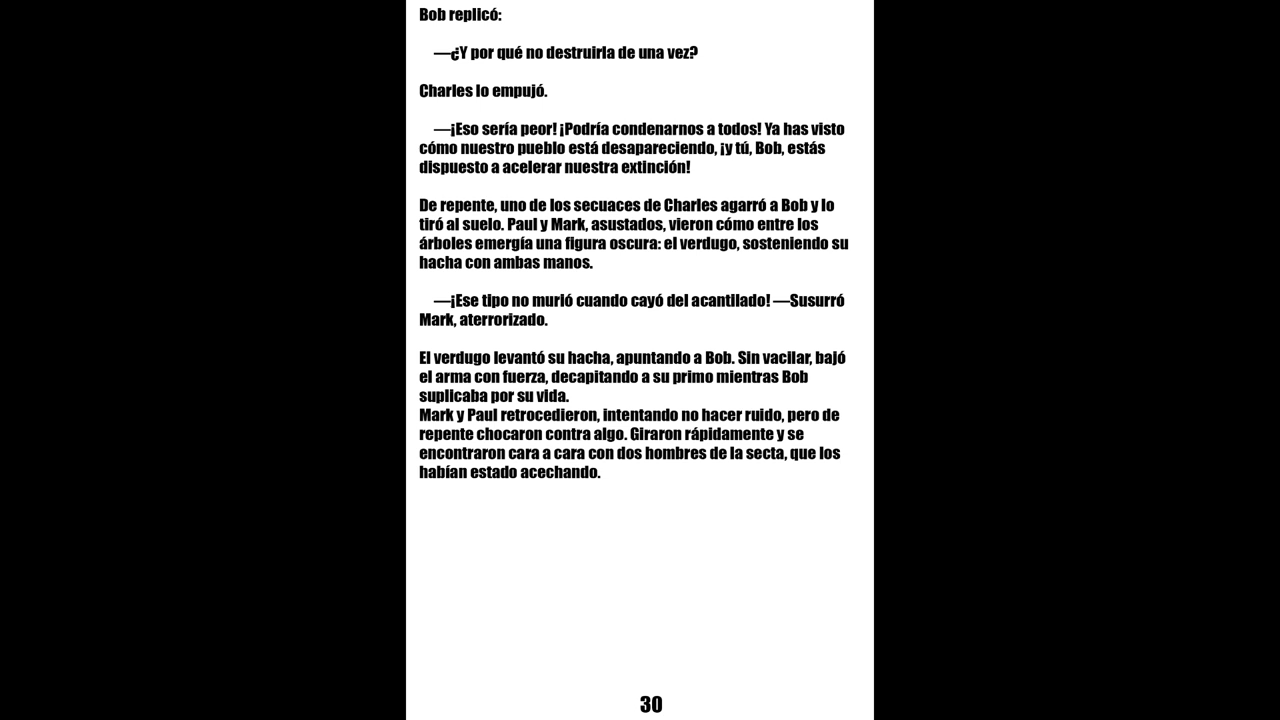 Bob replicó:
—¿Y por qué no destruirla de una vez?
Charles lo empujó.
—¡Eso sería peor! ¡Podría condenarnos a todos! Ya has visto
cómo nuestro pueblo está desapareciendo, ¡y tú, Bob, estás
dispuesto a acelerar nuestra extinción!
De repente, uno de los secuaces de Charles agarró a Bob y lo
tiró al suelo. Paul y Mark, asustados, vieron cómo entre los
árboles emergía una figura oscura: el verdugo, sosteniendo su
hacha con ambas manos.
—¡Ese tipo no murió cuando cayó del acantilado! —Susurró
Mark, aterrorizado.
El verdugo levantó su hacha, apuntando a Bob. Sin vacilar, bajó
el arma con fuerza, decapitando a su primo mientras Bob
suplicaba por su vida.
Mark y Paul retrocedieron, intentando no hacer ruido, pero de
repente chocaron contra algo. Giraron rápidamente y se
encontraron cara a cara con dos hombres de la secta, que los
habían estado acechando.
30